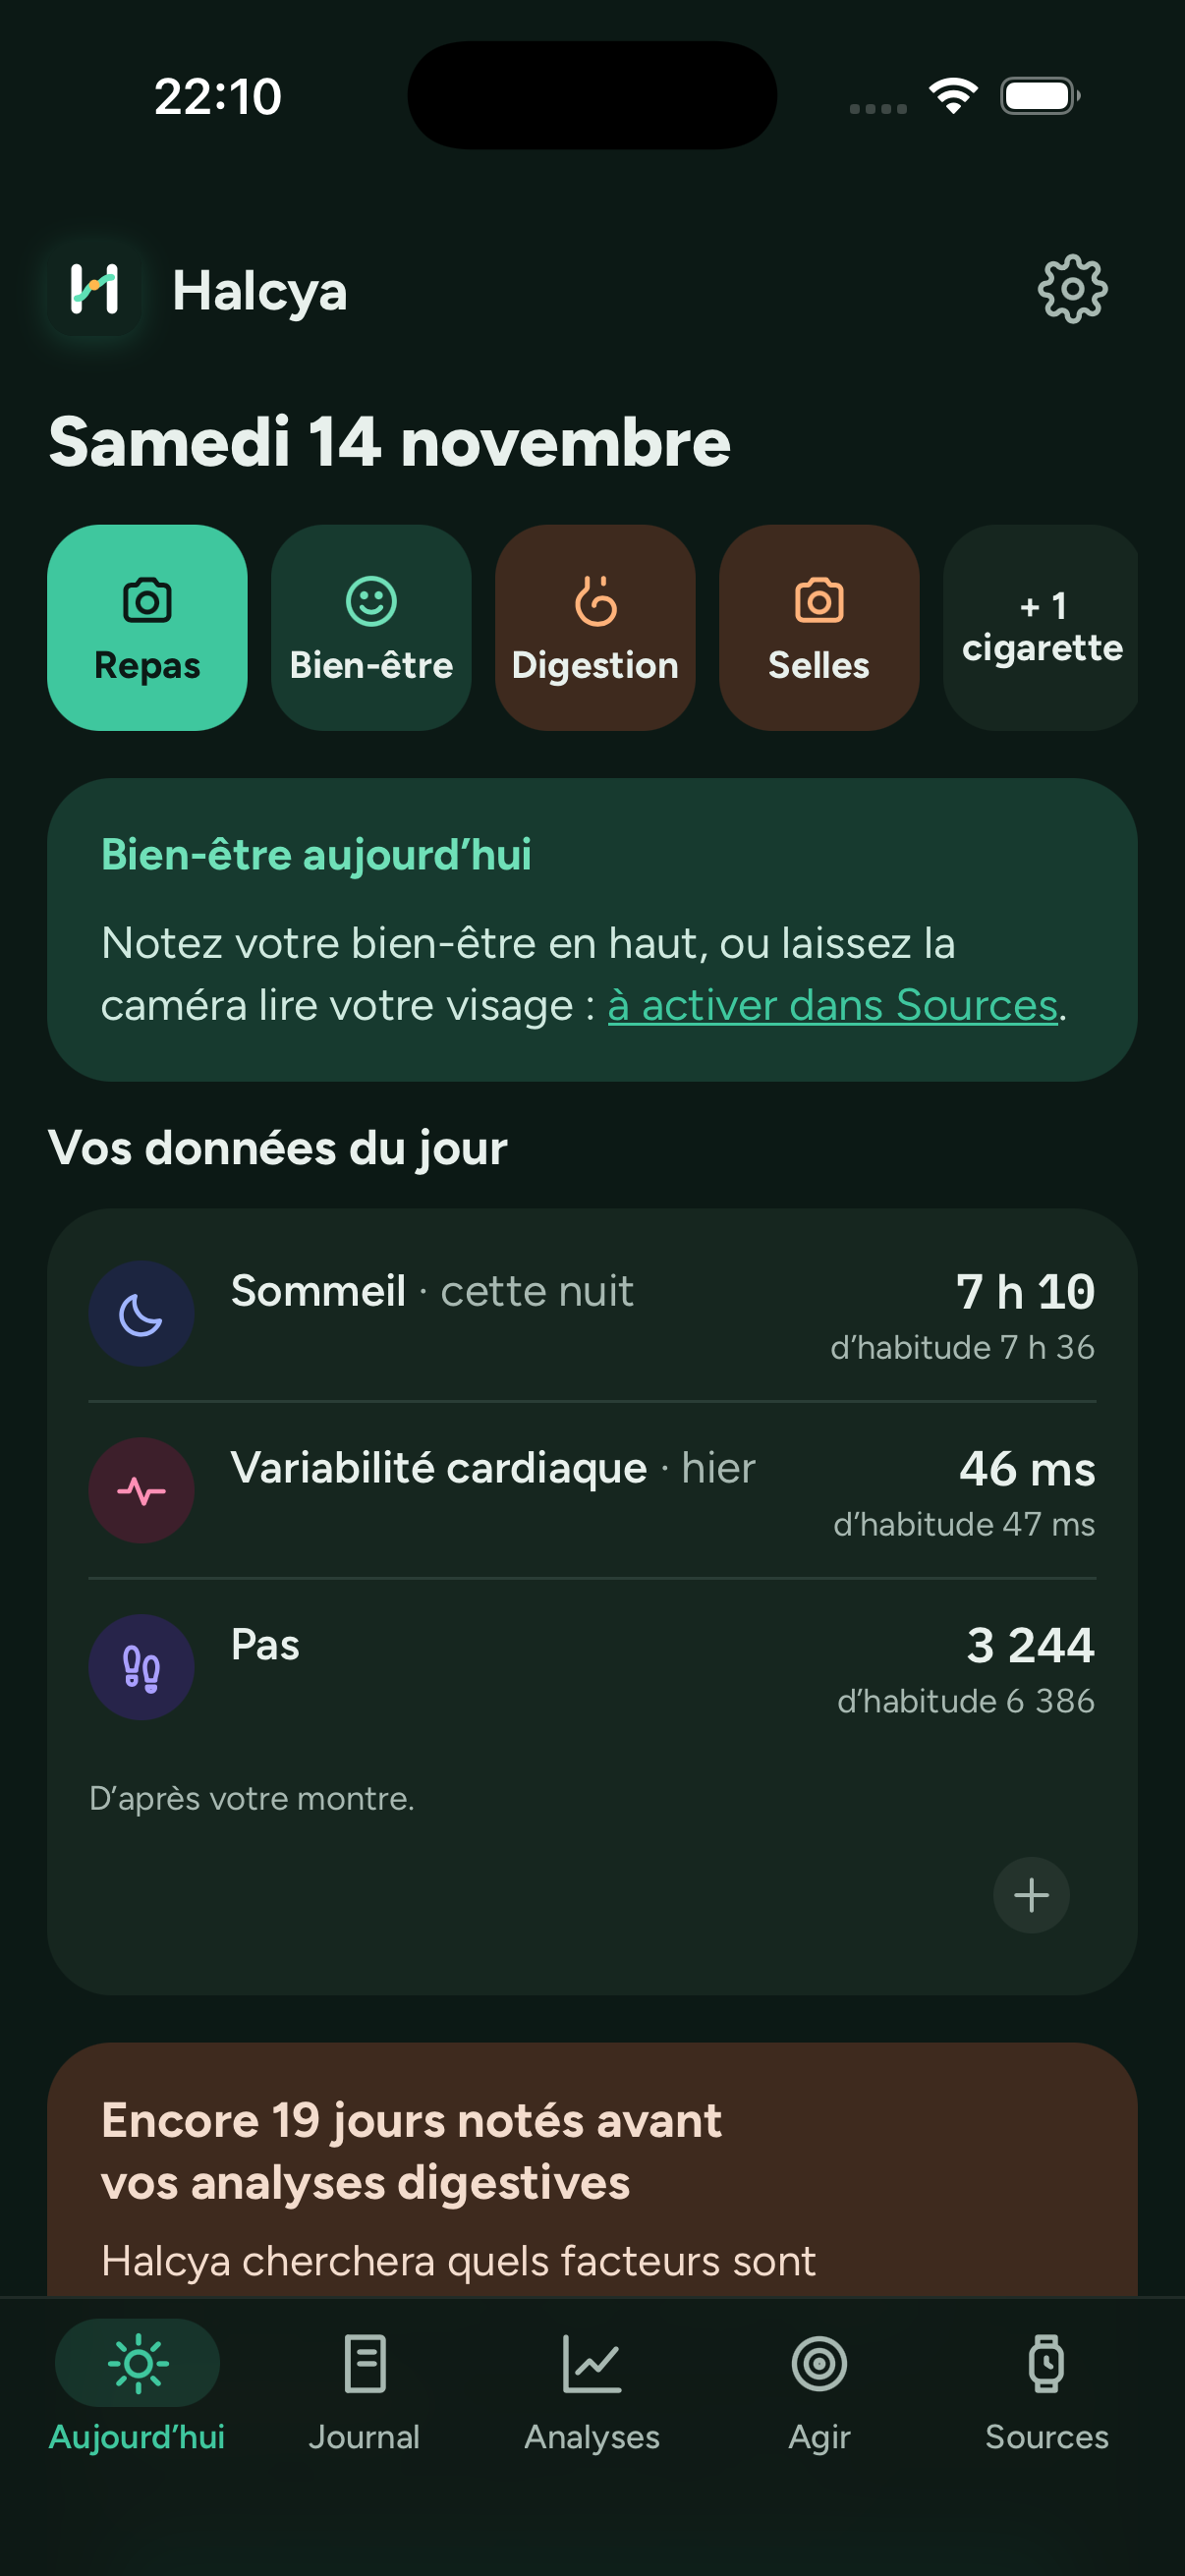 22:10
Halcya
Samedi 14 novembre
Repas
Bien-être
Digestion
Selles
+ 1
cigarette
Bien-être aujourd’hui
Notez votre bien-être en haut, ou laissez la
caméra lire votre visage : à activer dans Sources.
Vos données du jour
Sommeil · cette nuit
7 h 10
d’habitude 7 h 36
Variabilité cardiaque · hier
46 ms
d’habitude 47 ms
Pas
3 244
d’habitude 6 386
D’après votre montre.
Encore 19 jours notés avant
vos analyses digestives
Halcya cherchera quels facteurs sont
Aujourd’hui
Journal
Analyses
Agir
Sources